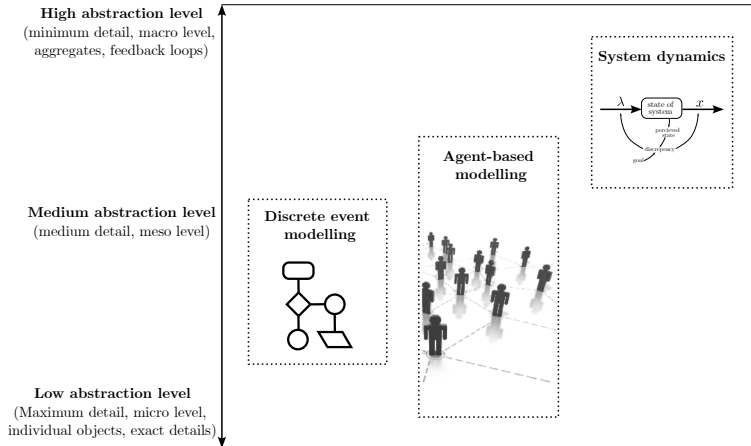 High abstraction level
(minimum detail, macro level,
aggregates, feedback loops)
System dynamics
λ
state of
system
x
percieved
state
discrepency
goal
Agent-based
modelling
Medium abstraction level
(medium detail, meso level)
Discrete event
modelling
Low abstraction level
(Maximum detail, micro level,
individual objects, exact details)